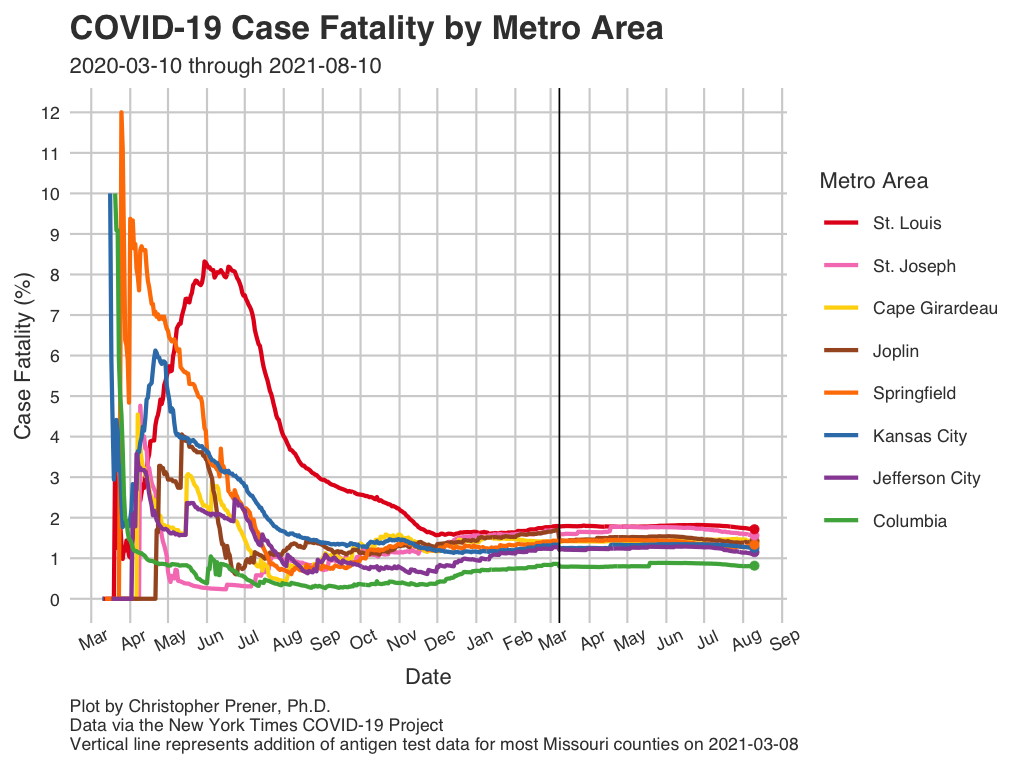 COVID-19 Case Fatality by Metro Area
2020-03-10 through 2021-08-10
Case Fatality (%)
12
11
10
9
8
7
6
5
4
3
2
1
0
Mar Apr May Jun Jul Aug Sep Oct Nov Dec Jan Feb Mar Apr May Jun Jul Aug Sep
Date
Metro Area
St. Louis
St. Joseph
Cape Girardeau
Joplin
Springfield
Kansas City
Jefferson City
Columbia
Plot by Christopher Prener, Ph.D.
Data via the New York Times COVID-19 Project
Vertical line represents addition of antigen test data for most Missouri counties on 2021-03-08